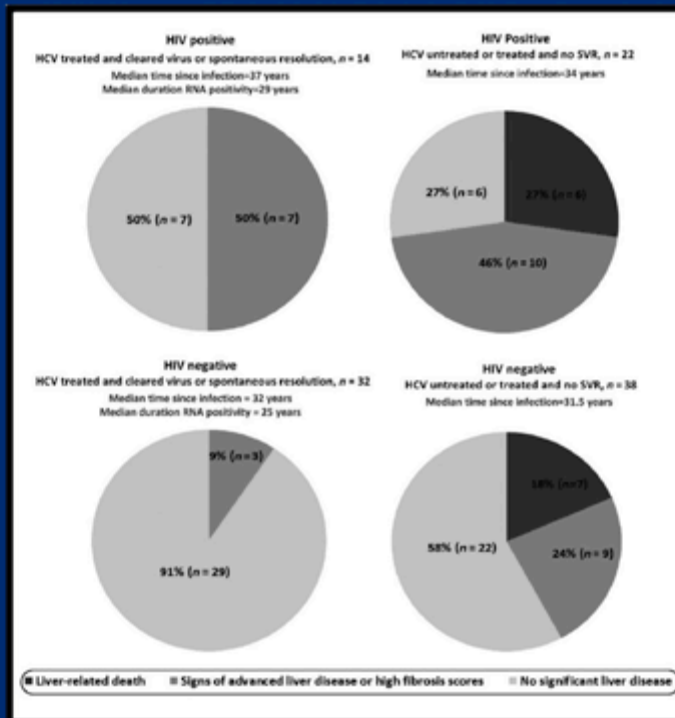 HIV positive
HCV treated and cleared virus or spontaneous resolution, n = 14
Median time since infection=37 years
Median duration RNA positivity=29 years
50% (n = 7)
50% (n = 7)
HIV Positive
HCV untreated or treated and no SVR, n = 22
Median time since infection=34 years
27% (n = 6)
27% (n = 6)
46% (n = 10)
HIV negative
HCV treated and cleared virus or spontaneous resolution, n = 32
Median time since infection = 32 years
Median duration RNA positivity = 25 years
9% (n = 3)
91% (n = 29)
HIV negative
HCV untreated or treated and no SVR, n = 38
Median time since infection=31.5 years
18% (n=7)
58% (n = 22)
24% (n = 9)
Liver-related death
Signs of advanced liver disease or high fibrosis scores
No significant liver disease